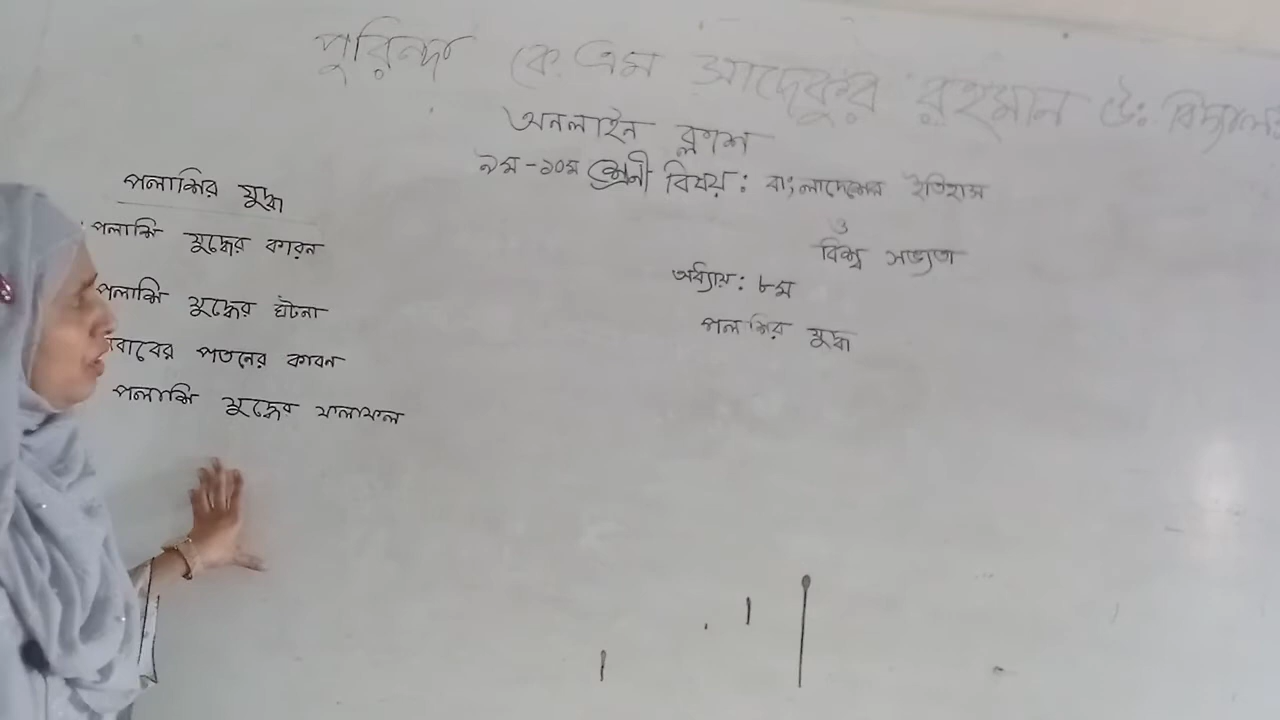 পুরিন্দা কে.এম সাদেকুর রহমান উঃ বিদ্যালয়
অনলাইন ক্লাশ
৯ম-১০ম শ্রেনী বিষয়: বাংলাদেশের ইতিহাস
ও
বিশ্ব সভ্যতা
অধ্যায়: ৮ম
পলাশির যুদ্ধ
পলাশির যুদ্ধ
পলাশি যুদ্ধের কারন
পলাশি যুদ্ধের ঘটনা
পতনের কারন
পলাশি যুদ্ধের ফলাফল